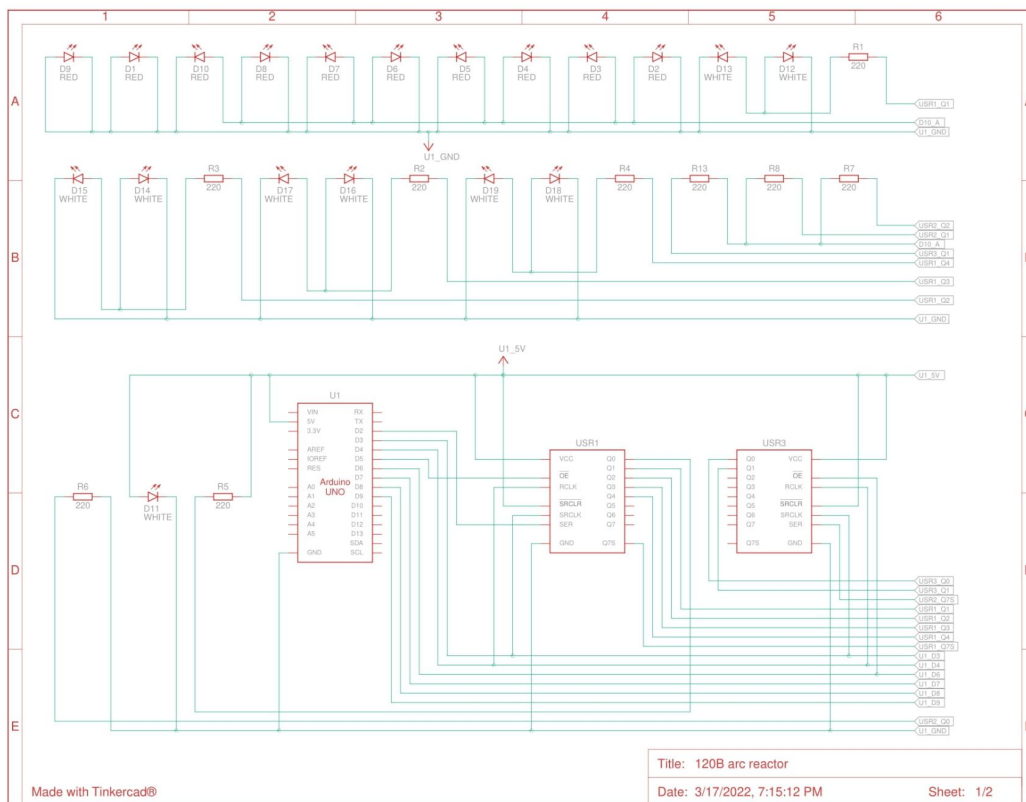 1 2 3 4 5 6
D9 RED
D1 RED
D10 RED
D8 RED
D7 RED
D6 RED
D5 RED
D4 RED
D3 RED
D2 RED
D13 WHITE
D12 WHITE
R1 220
A
USR1_Q1
D10_A
U1_GND
U1_GND
D15 WHITE
D14 WHITE
R3 220
D17 WHITE
D16 WHITE
R2 220
D19 WHITE
D18 WHITE
R4 220
R13 220
R8 220
R7 220
B
USR2_Q2
USR2_Q1
D10_A
USR3_Q1
USR1_Q4
USR1_Q3
USR1_Q2
U1_GND
U1_5V
U1_5V
C
U1
VIN RX
5V TX
3.3V D2
D3
AREF D4
IOREF D5
RES D6
D7
A0 D8
A1 D9
A2 D10
A3 D11
A4 D12
A5 D13
SDA
GND SCL
Arduino
UNO
USR1
VCC Q0
Q1
OE Q2
RCLK Q3
Q4
SRCLR Q5
SRCLK Q6
SER Q7
GND Q7S
USR3
Q0 VCC
Q1
Q2 OE
Q3 RCLK
Q4
Q5 SRCLR
Q6 SRCLK
Q7 SER
Q7S GND
R6 220
D11 WHITE
R5 220
D
USR3_Q0
USR3_Q1
USR2_Q7S
USR1_Q1
USR1_Q2
USR1_Q3
USR1_Q4
USR1_Q7S
U1_D3
U1_D4
U1_D6
U1_D7
U1_D8
U1_D9
E
USR2_Q0
U1_GND
Title: 120B arc reactor
Made with Tinkercad®
Date: 3/17/2022, 7:15:12 PM
Sheet: 1/2